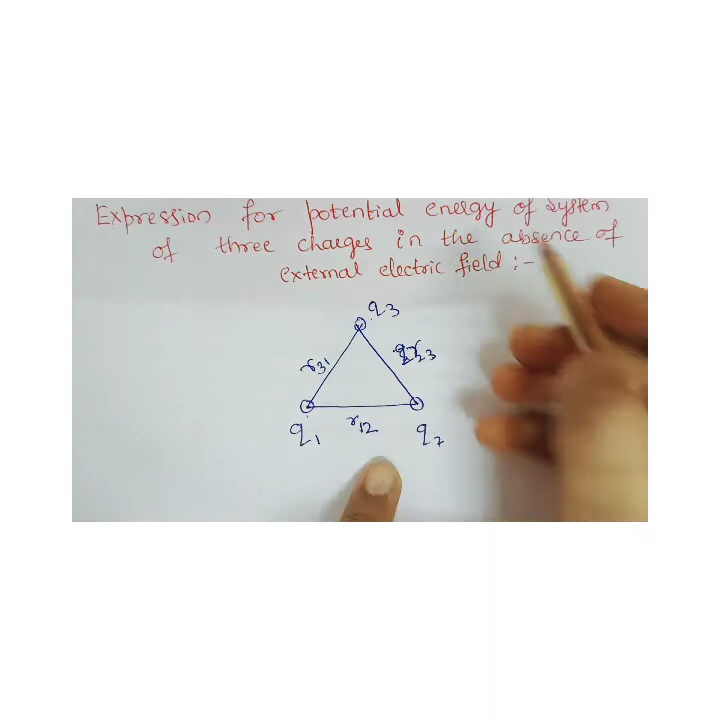 Expression for potential energy of system
of three charges in the absence of
external electric field :-
q3
r31
r23
r12
q1
q2